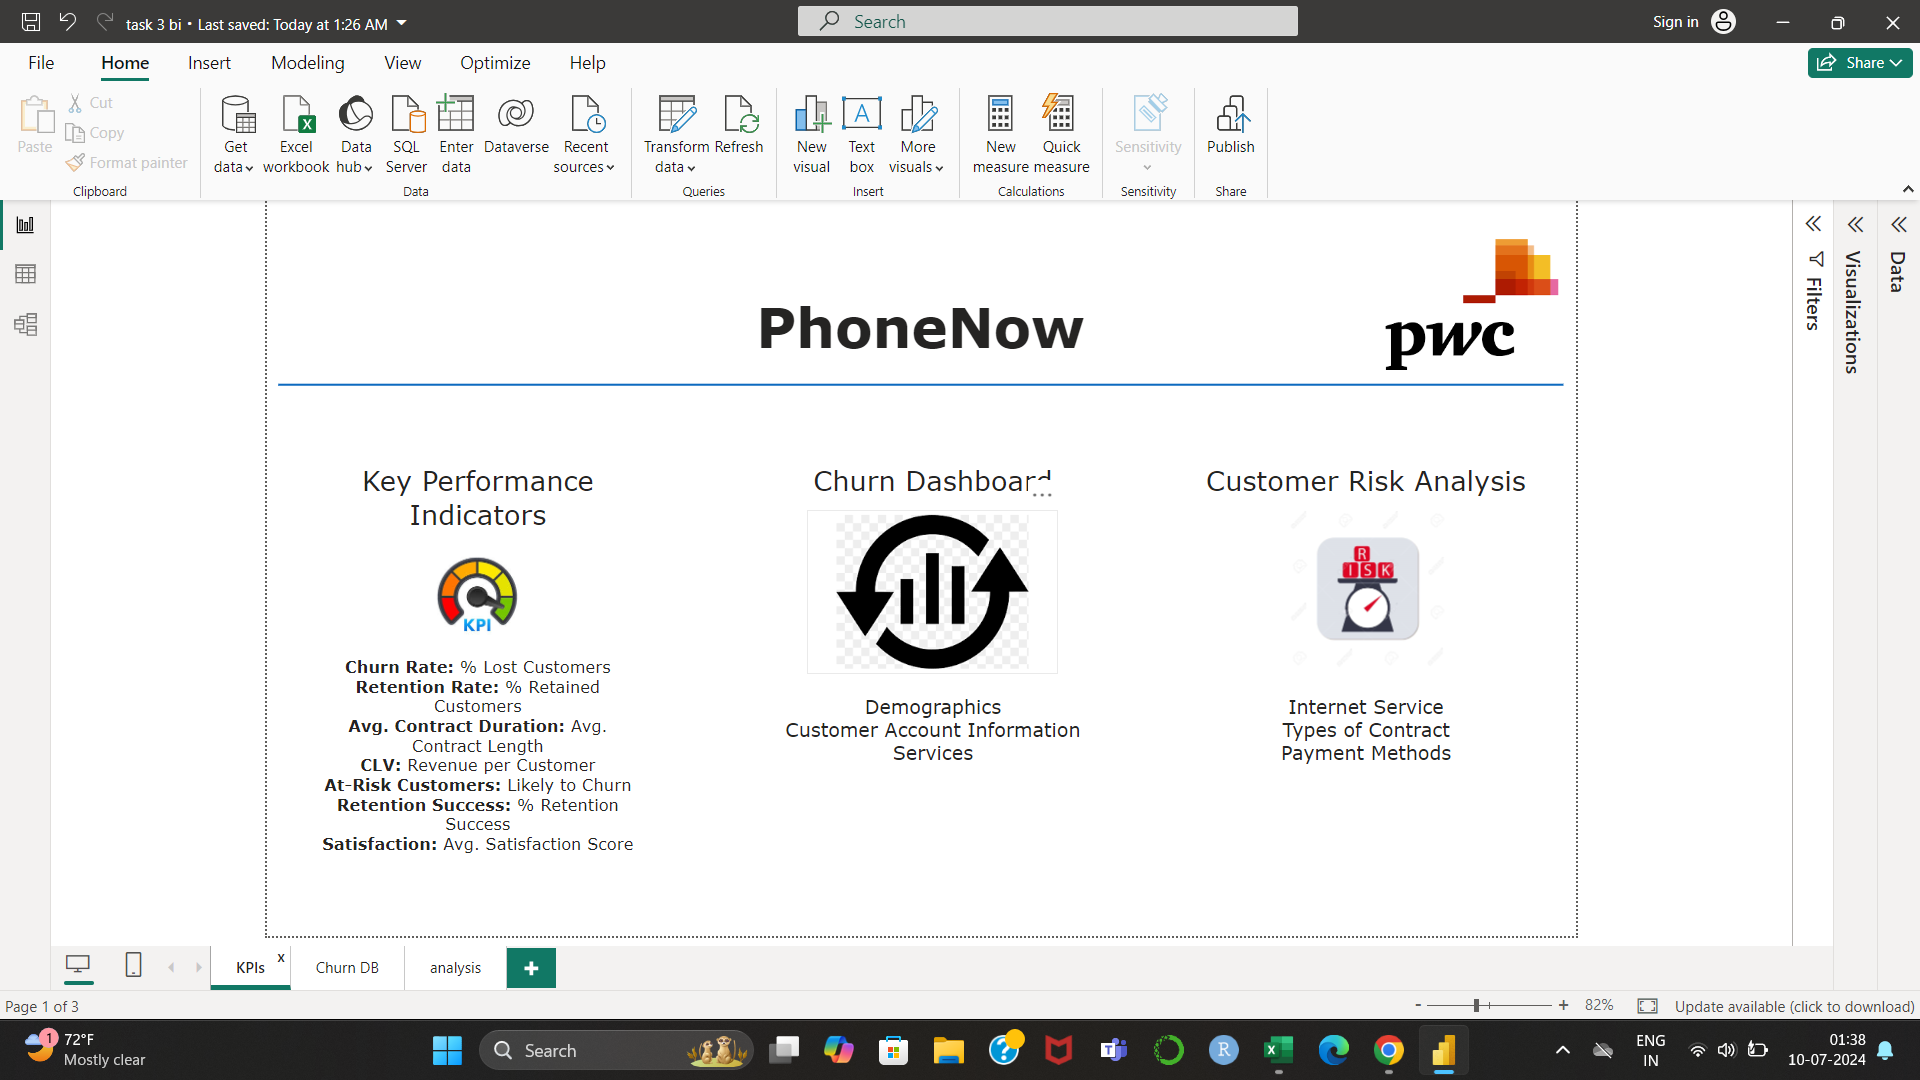 task 3 bi • Last saved: Today at 1:26 AM
Search
Sign in
File
Home
Insert
Modeling
View
Optimize
Help
Share
Paste
Cut
Copy
Format painter
Clipboard
Get data
Excel workbook
Data hub
SQL Server
Enter data
Dataverse
Recent sources
Data
Transform data
Refresh
Queries
New visual
Text box
More visuals
Insert
New measure
Quick measure
Calculations
Sensitivity
Sensitivity
Publish
Share
Filters
Visualizations
Data
PhoneNow
pwc
Key Performance
Indicators
KPI
Churn Rate: % Lost Customers
Retention Rate: % Retained
Customers
Avg. Contract Duration: Avg.
Contract Length
CLV: Revenue per Customer
At-Risk Customers: Likely to Churn
Retention Success: % Retention
Success
Satisfaction: Avg. Satisfaction Score
Churn Dashboard
Demographics
Customer Account Information
Services
Customer Risk Analysis
R
ISK
Internet Service
Types of Contract
Payment Methods
KPIs
x
Churn DB
analysis
Page 1 of 3
82%
Update available (click to download)
1
72°F
Mostly clear
Search
ENG
IN
01:38
10-07-2024